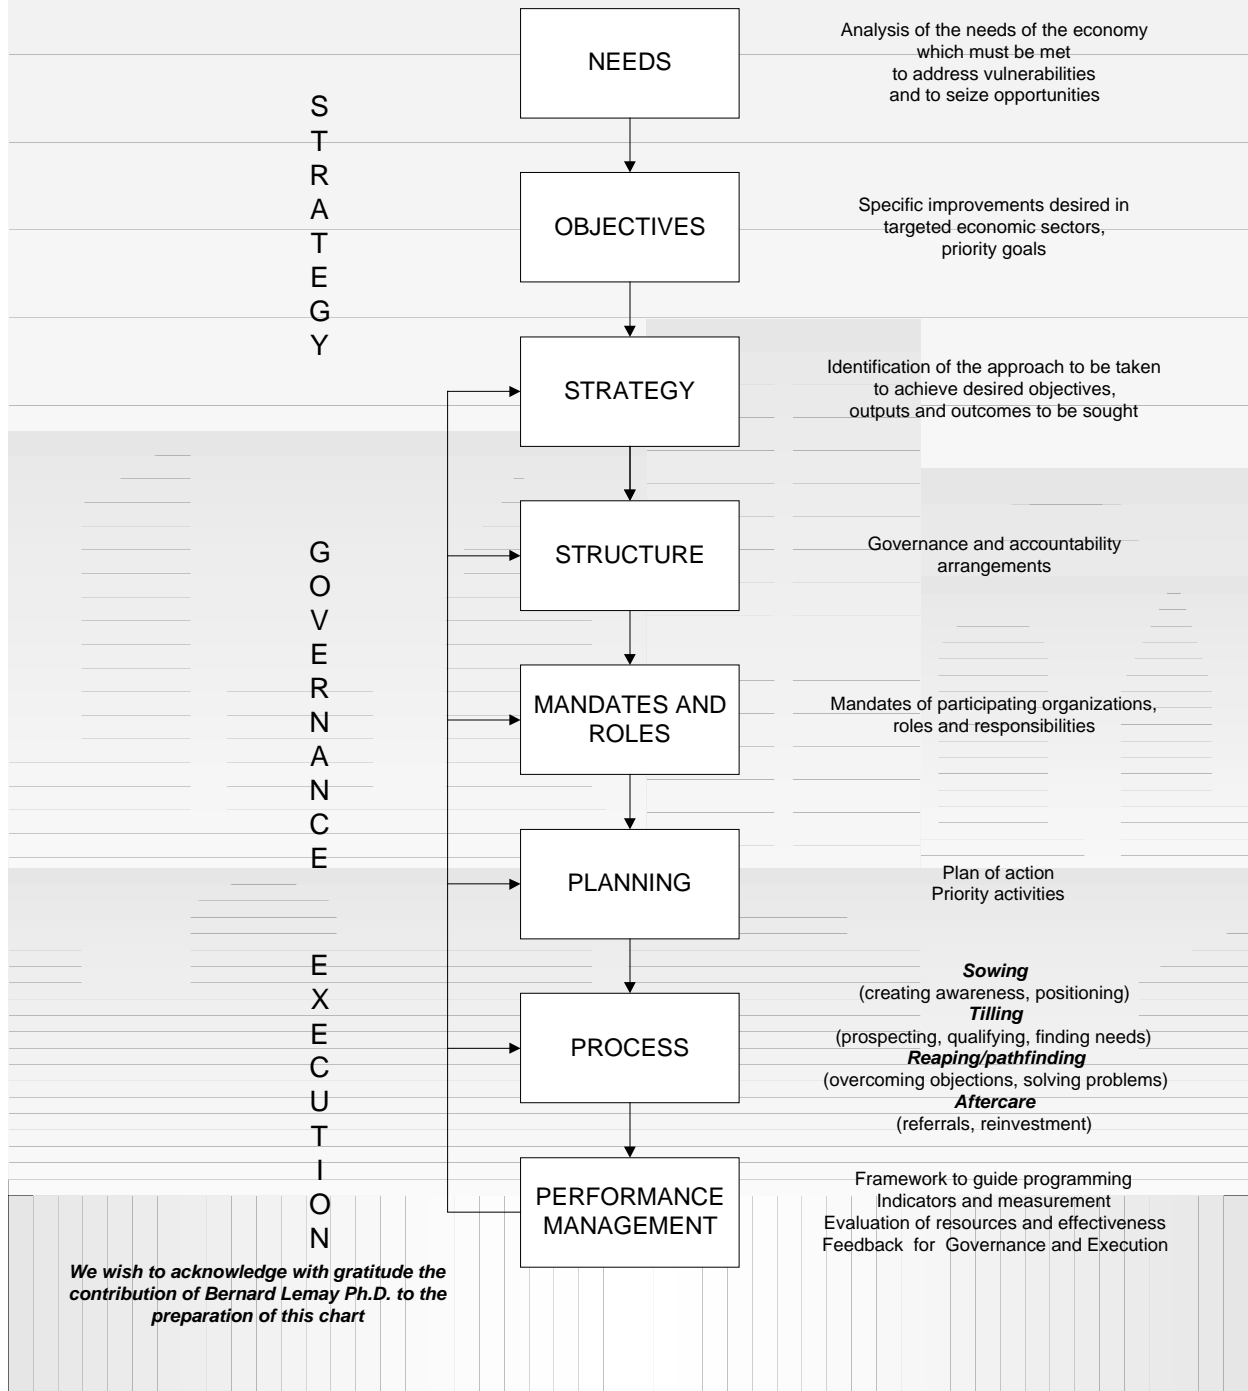 NEEDS
Analysis of the needs of the economy
which must be met
to address vulnerabilities
and to seize opportunities
STRATEGY
OBJECTIVES
Specific improvements desired in
targeted economic sectors,
priority goals
STRATEGY
Identification of the approach to be taken
to achieve desired objectives,
outputs and outcomes to be sought
GOVERNANCE
STRUCTURE
Governance and accountability
arrangements
MANDATES AND
ROLES
Mandates of participating organizations,
roles and responsibilities
PLANNING
Plan of action
Priority activities
EXECUTION
PROCESS
Sowing
(creating awareness, positioning)
Tilling
(prospecting, qualifying, finding needs)
Reaping/pathfinding
(overcoming objections, solving problems)
Aftercare
(referrals, reinvestment)
PERFORMANCE
MANAGEMENT
Framework to guide programming
Indicators and measurement
Evaluation of resources and effectiveness
Feedback for Governance and Execution
We wish to acknowledge with gratitude the
contribution of Bernard Lemay Ph.D. to the
preparation of this chart